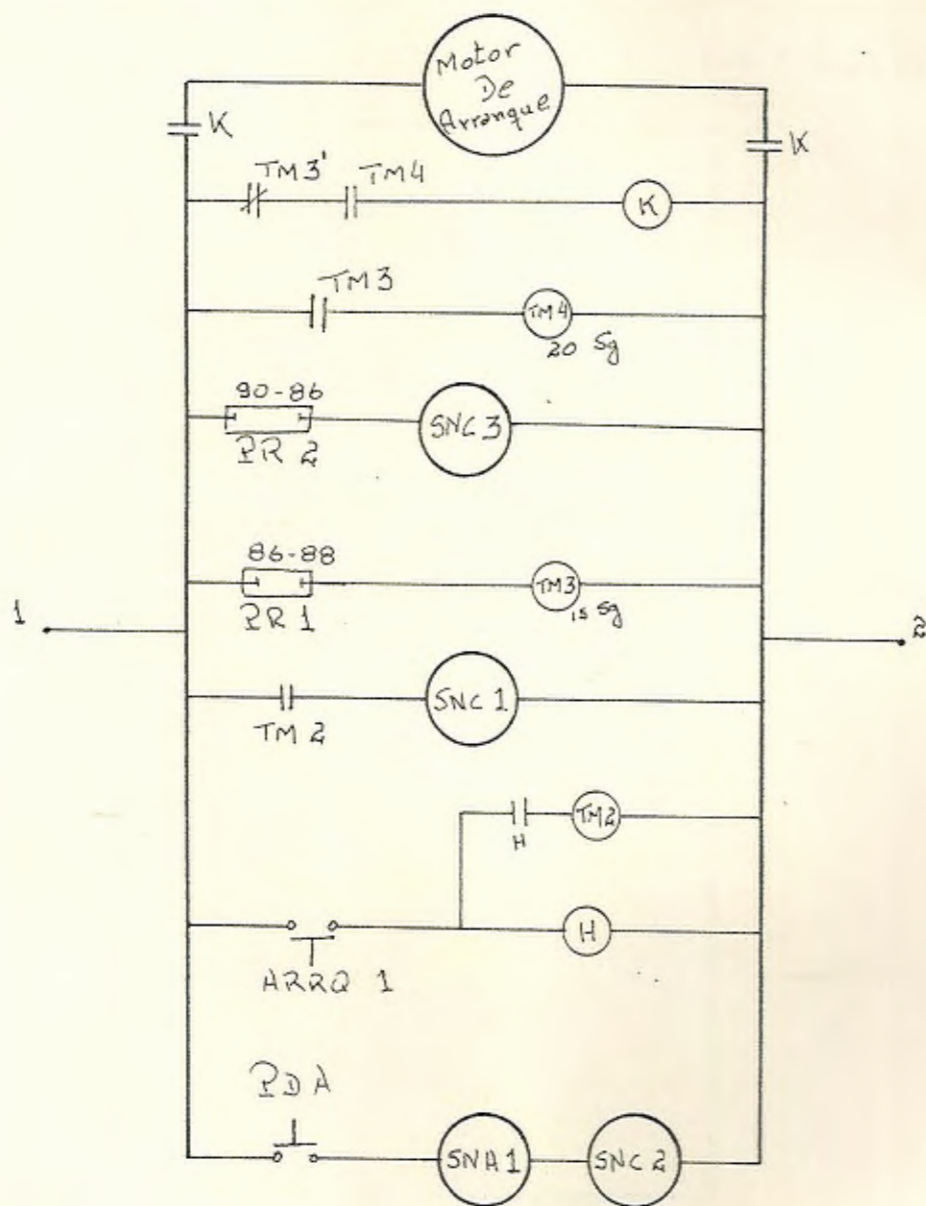 Motor
De
Arranque
K
K
TM3' TM4
K
TM3
TM4
20 Sg
90-86
SNC 3
PR 2
86-88
TM3
15 Sg
PR 1
1
2
SNC 1
TM 2
H
TM2
H
ARRQ 1
PDA
SNA 1
SNC 2